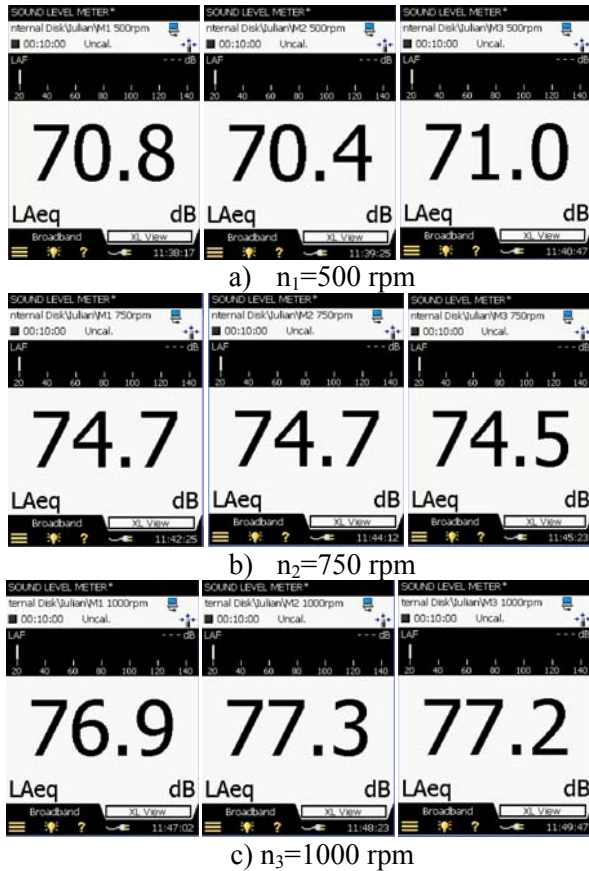 SOUND LEVEL METER* SOUND LEVEL METER* SOUND LEVEL METER*
nternal Disk\Julian\M1 500rpm nternal Disk\Julian\M2 500rpm nternal Disk\Julian\M3 500rpm
00:10:00 Uncal. 00:10:00 Uncal. 00:10:00 Uncal.
LAF ---dB LAF ---dB LAF ---dB
20 40 60 80 100 120 140 20 40 60 80 100 120 140 20 40 60 80 100 120 140
70.8 70.4 71.0
LAeq dB LAeq dB LAeq dB
Broadband XL View Broadband XL View Broadband XL View
? 11:38:17 ? 11:39:25 ? 11:40:47
a) n₁=500 rpm
SOUND LEVEL METER* SOUND LEVEL METER* SOUND LEVEL METER*
nternal Disk\Julian\M1 750rpm nternal Disk\Julian\M2 750rpm nternal Disk\Julian\M3 750rpm
00:10:00 Uncal. 00:10:00 Uncal. 00:10:00 Uncal.
LAF ---dB LAF ---dB LAF ---dB
20 40 60 80 100 120 140 20 40 60 80 100 120 140 20 40 60 80 100 120 140
74.7 74.7 74.5
LAeq dB LAeq dB LAeq dB
Broadband XL View Broadband XL View Broadband XL View
? 11:42:25 ? 11:44:12 ? 11:45:23
b) n₂=750 rpm
SOUND LEVEL METER* SOUND LEVEL METER* SOUND LEVEL METER*
ternal Disk\Julian\M1 1000rpm ternal Disk\Julian\M2 1000rpm ternal Disk\Julian\M3 1000rpm
00:10:00 Uncal. 00:10:00 Uncal. 00:10:00 Uncal.
LAF ---dB LAF ---dB LAF ---dB
20 40 60 80 100 120 140 20 40 60 80 100 120 140 20 40 60 80 100 120 140
76.9 77.3 77.2
LAeq dB LAeq dB LAeq dB
Broadband XL View Broadband XL View Broadband XL View
? 11:47:02 ? 11:48:23 ? 11:49:47
c) n₃=1000 rpm